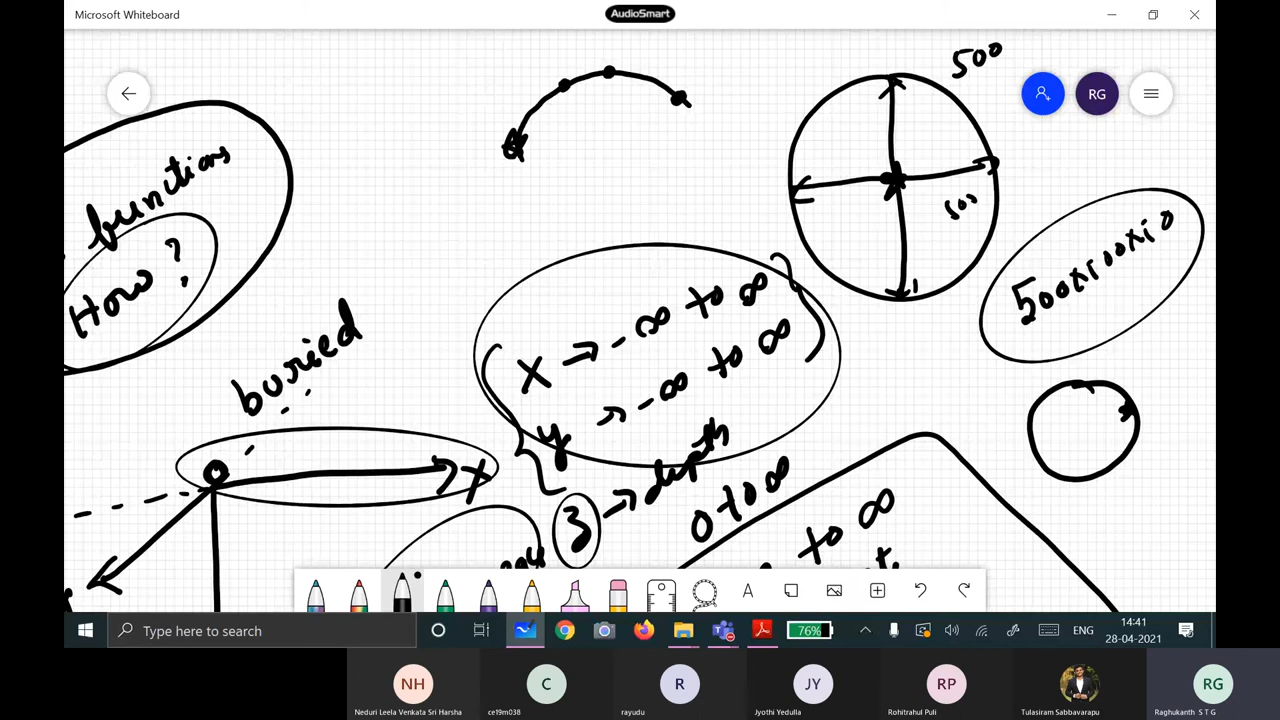 Microsoft Whiteboard
AudioSmart
500
RG
functions
How?
500
500x500x10
buried
X => -∞ to ∞
y => -∞ to ∞
X
3 -> depth
0 to ∞
to ∞
A
Type here to search
76%
ENG
14:41
28-04-2021
NH
C
R
JY
RP
RG
Neduri Leela Venkata Sri Harsha
ce19m038
rayudu
Jyothi Yedulla
Rohitrahul Puli
Tulasiram Sabbavarapu
Raghukanth S T G